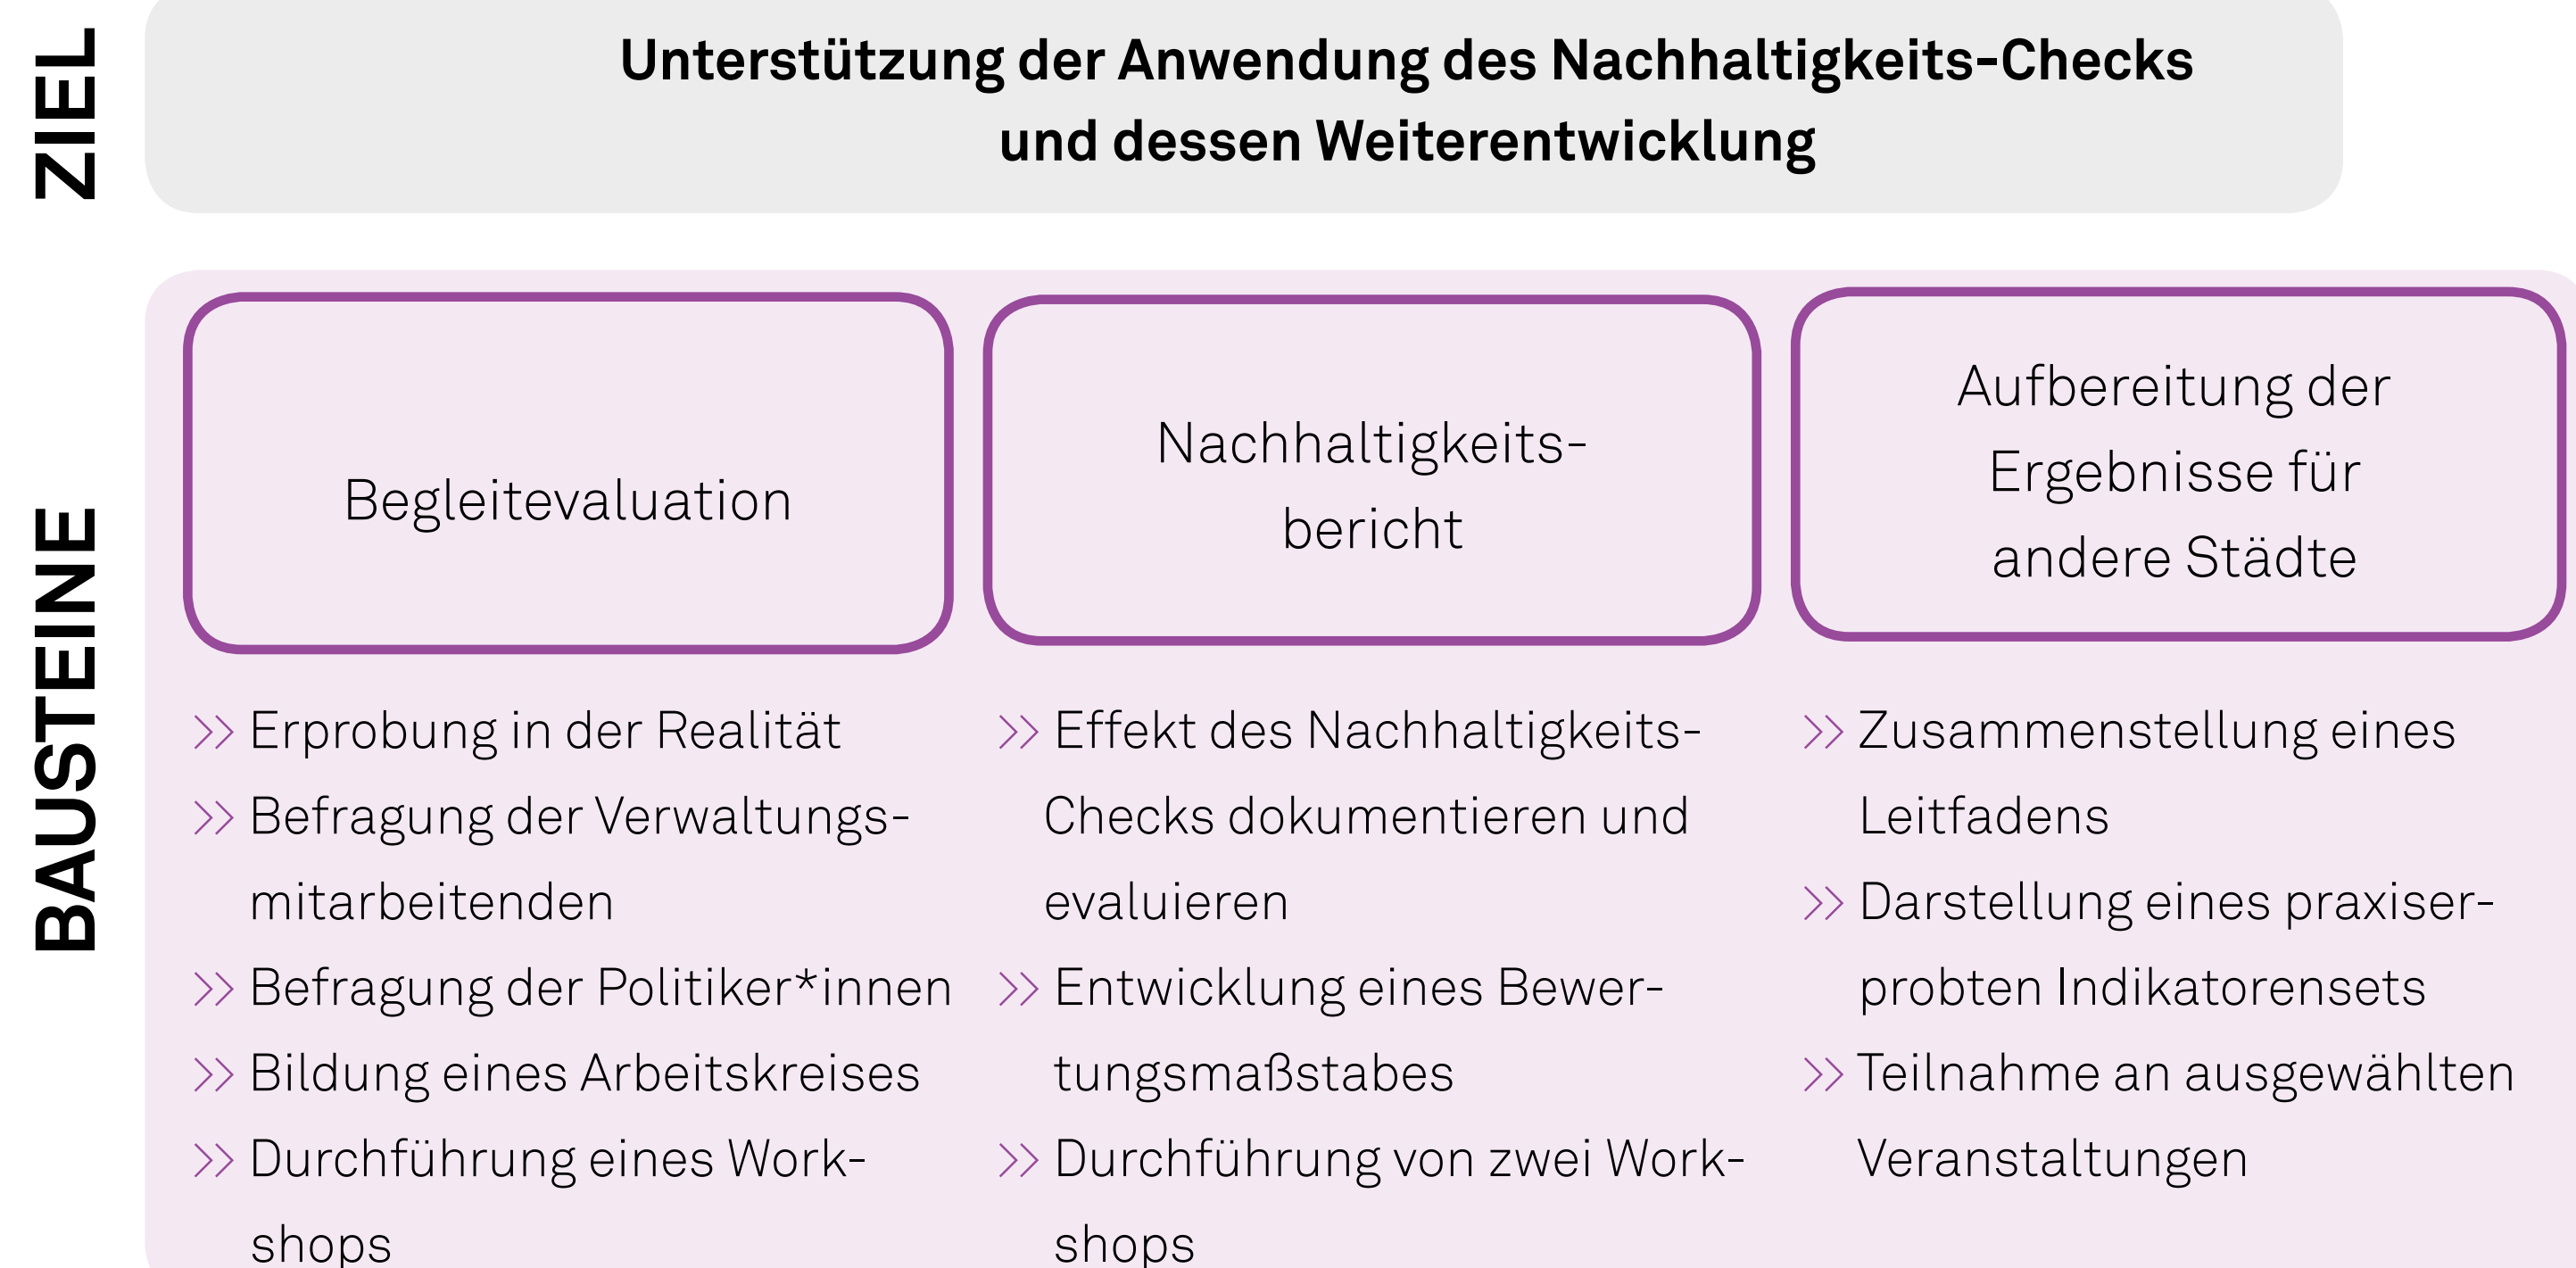 ZIEL
Unterstützung der Anwendung des Nachhaltigkeits-Checks
und dessen Weiterentwicklung
BAUSTEINE
Begleitevaluation
>> Erprobung in der Realität
>> Befragung der Verwaltungs-
mitarbeitenden
>> Befragung der Politiker*innen
>> Bildung eines Arbeitskreises
>> Durchführung eines Work-
shops
Nachhaltigkeits-
bericht
>> Effekt des Nachhaltigkeits-
Checks dokumentieren und
evaluieren
>> Entwicklung eines Bewer-
tungsmaßstabes
>> Durchführung von zwei Work-
shops
Aufbereitung der
Ergebnisse für
andere Städte
>> Zusammenstellung eines
Leitfadens
>> Darstellung eines praxiser-
probten Indikatorensets
>> Teilnahme an ausgewählten
Veranstaltungen